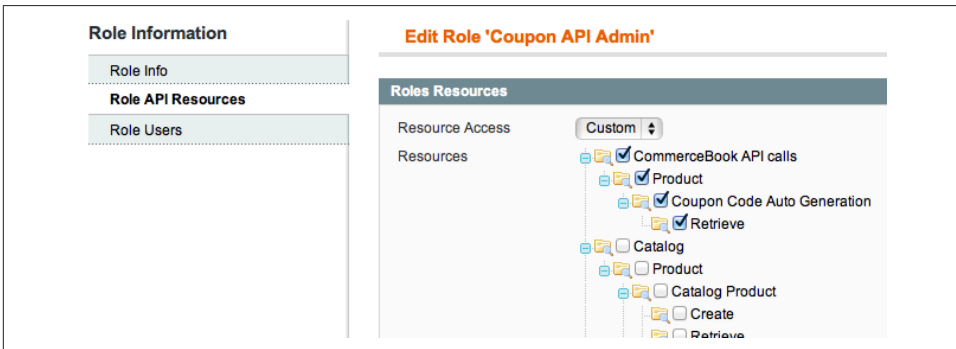 Role Information
Role Info
Role API Resources
Role Users
Edit Role 'Coupon API Admin'
Roles Resources
Resource Access Custom
Resources
CommerceBook API calls
Product
Coupon Code Auto Generation
Retrieve
Catalog
Product
Catalog Product
Create
Retrieve